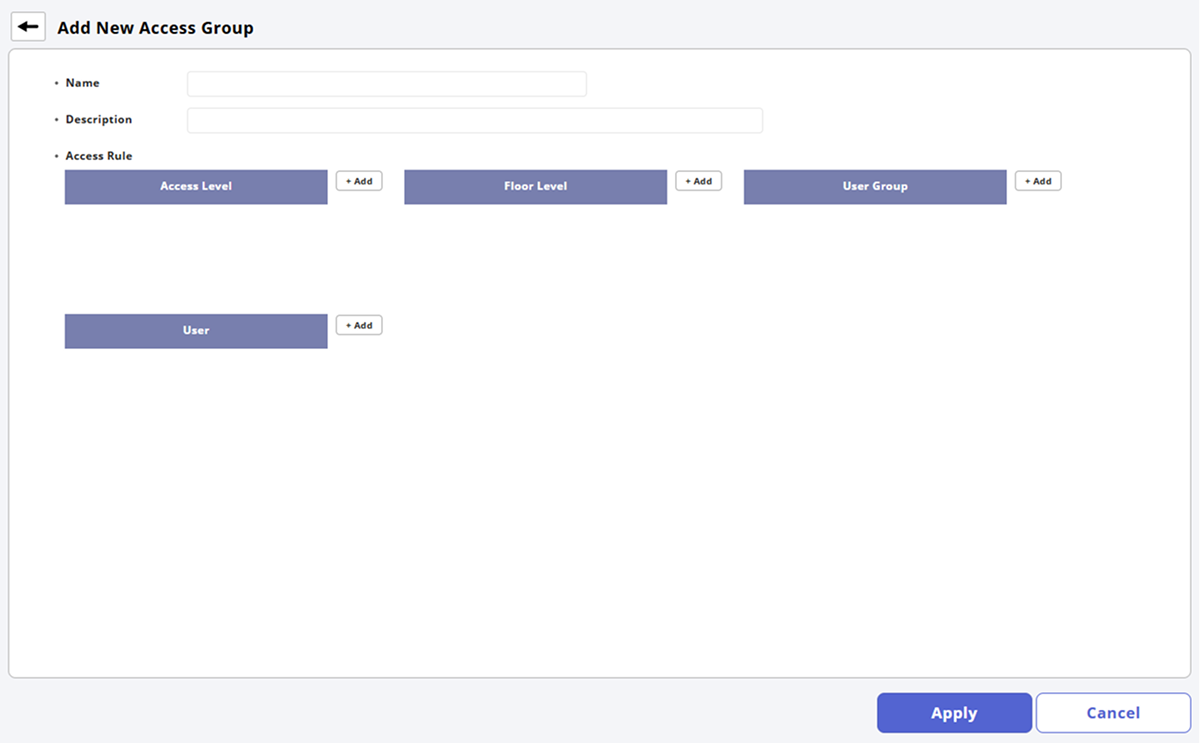 Add New Access Group
• Name
• Description
• Access Rule
Access Level + Add Floor Level + Add User Group + Add
User + Add
Apply Cancel